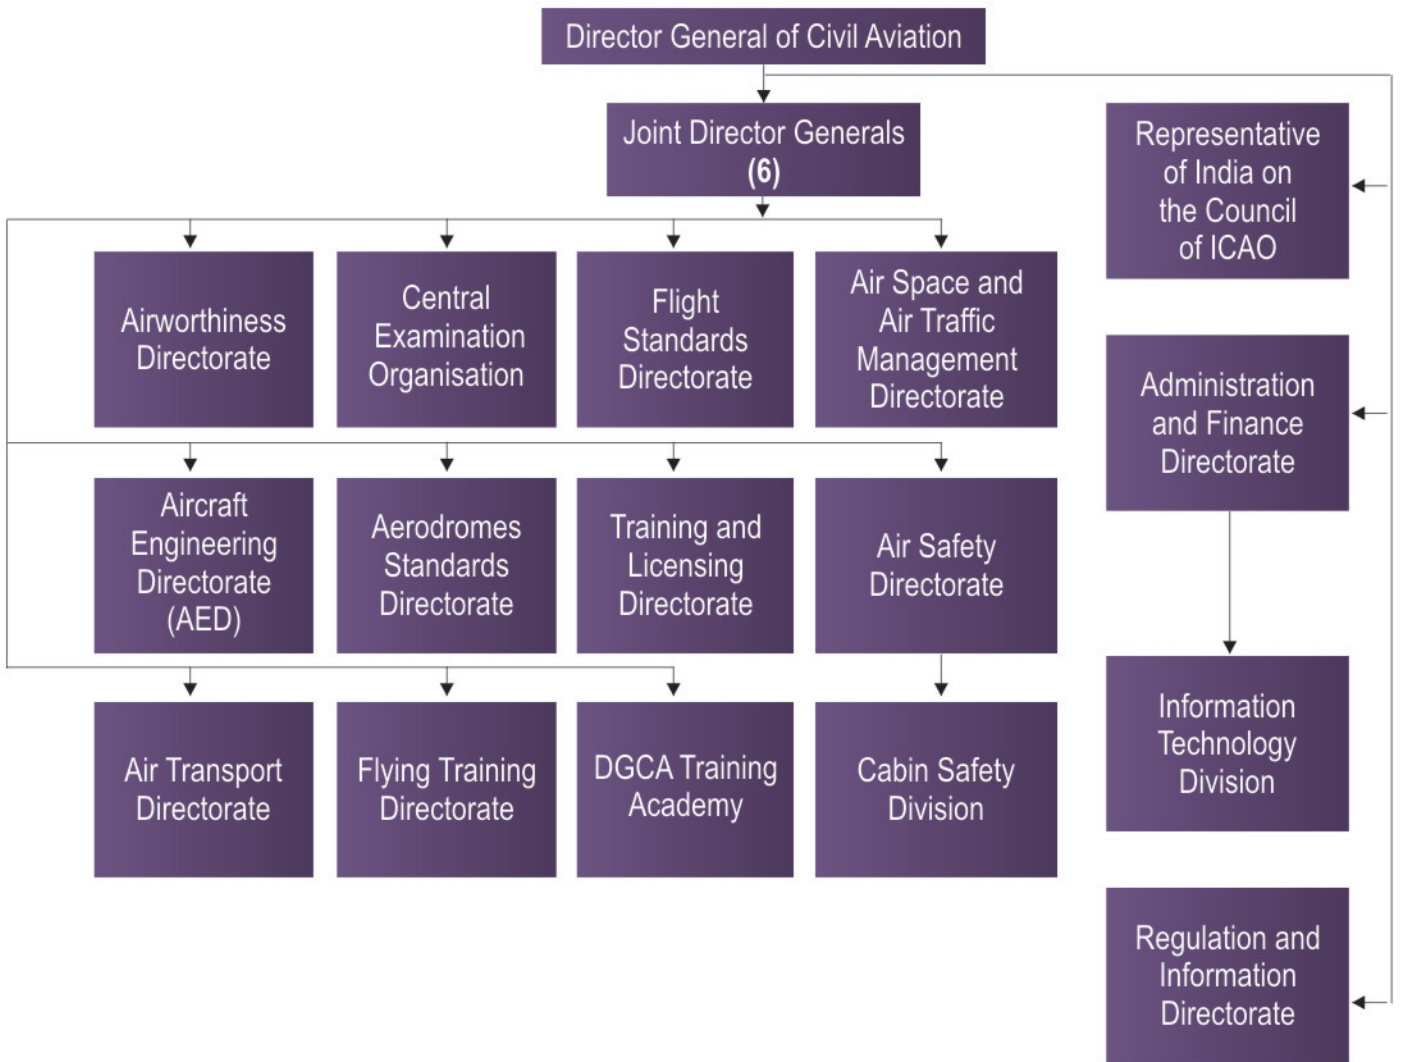 Director General of Civil Aviation
Joint Director Generals
(6)
Representative
of India on
the Council
of ICAO
Airworthiness
Directorate
Central
Examination
Organisation
Flight
Standards
Directorate
Air Space and
Air Traffic
Management
Directorate
Administration
and Finance
Directorate
Aircraft
Engineering
Directorate
(AED)
Aerodromes
Standards
Directorate
Training and
Licensing
Directorate
Air Safety
Directorate
Information
Technology
Division
Air Transport
Directorate
Flying Training
Directorate
DGCA Training
Academy
Cabin Safety
Division
Regulation and
Information
Directorate